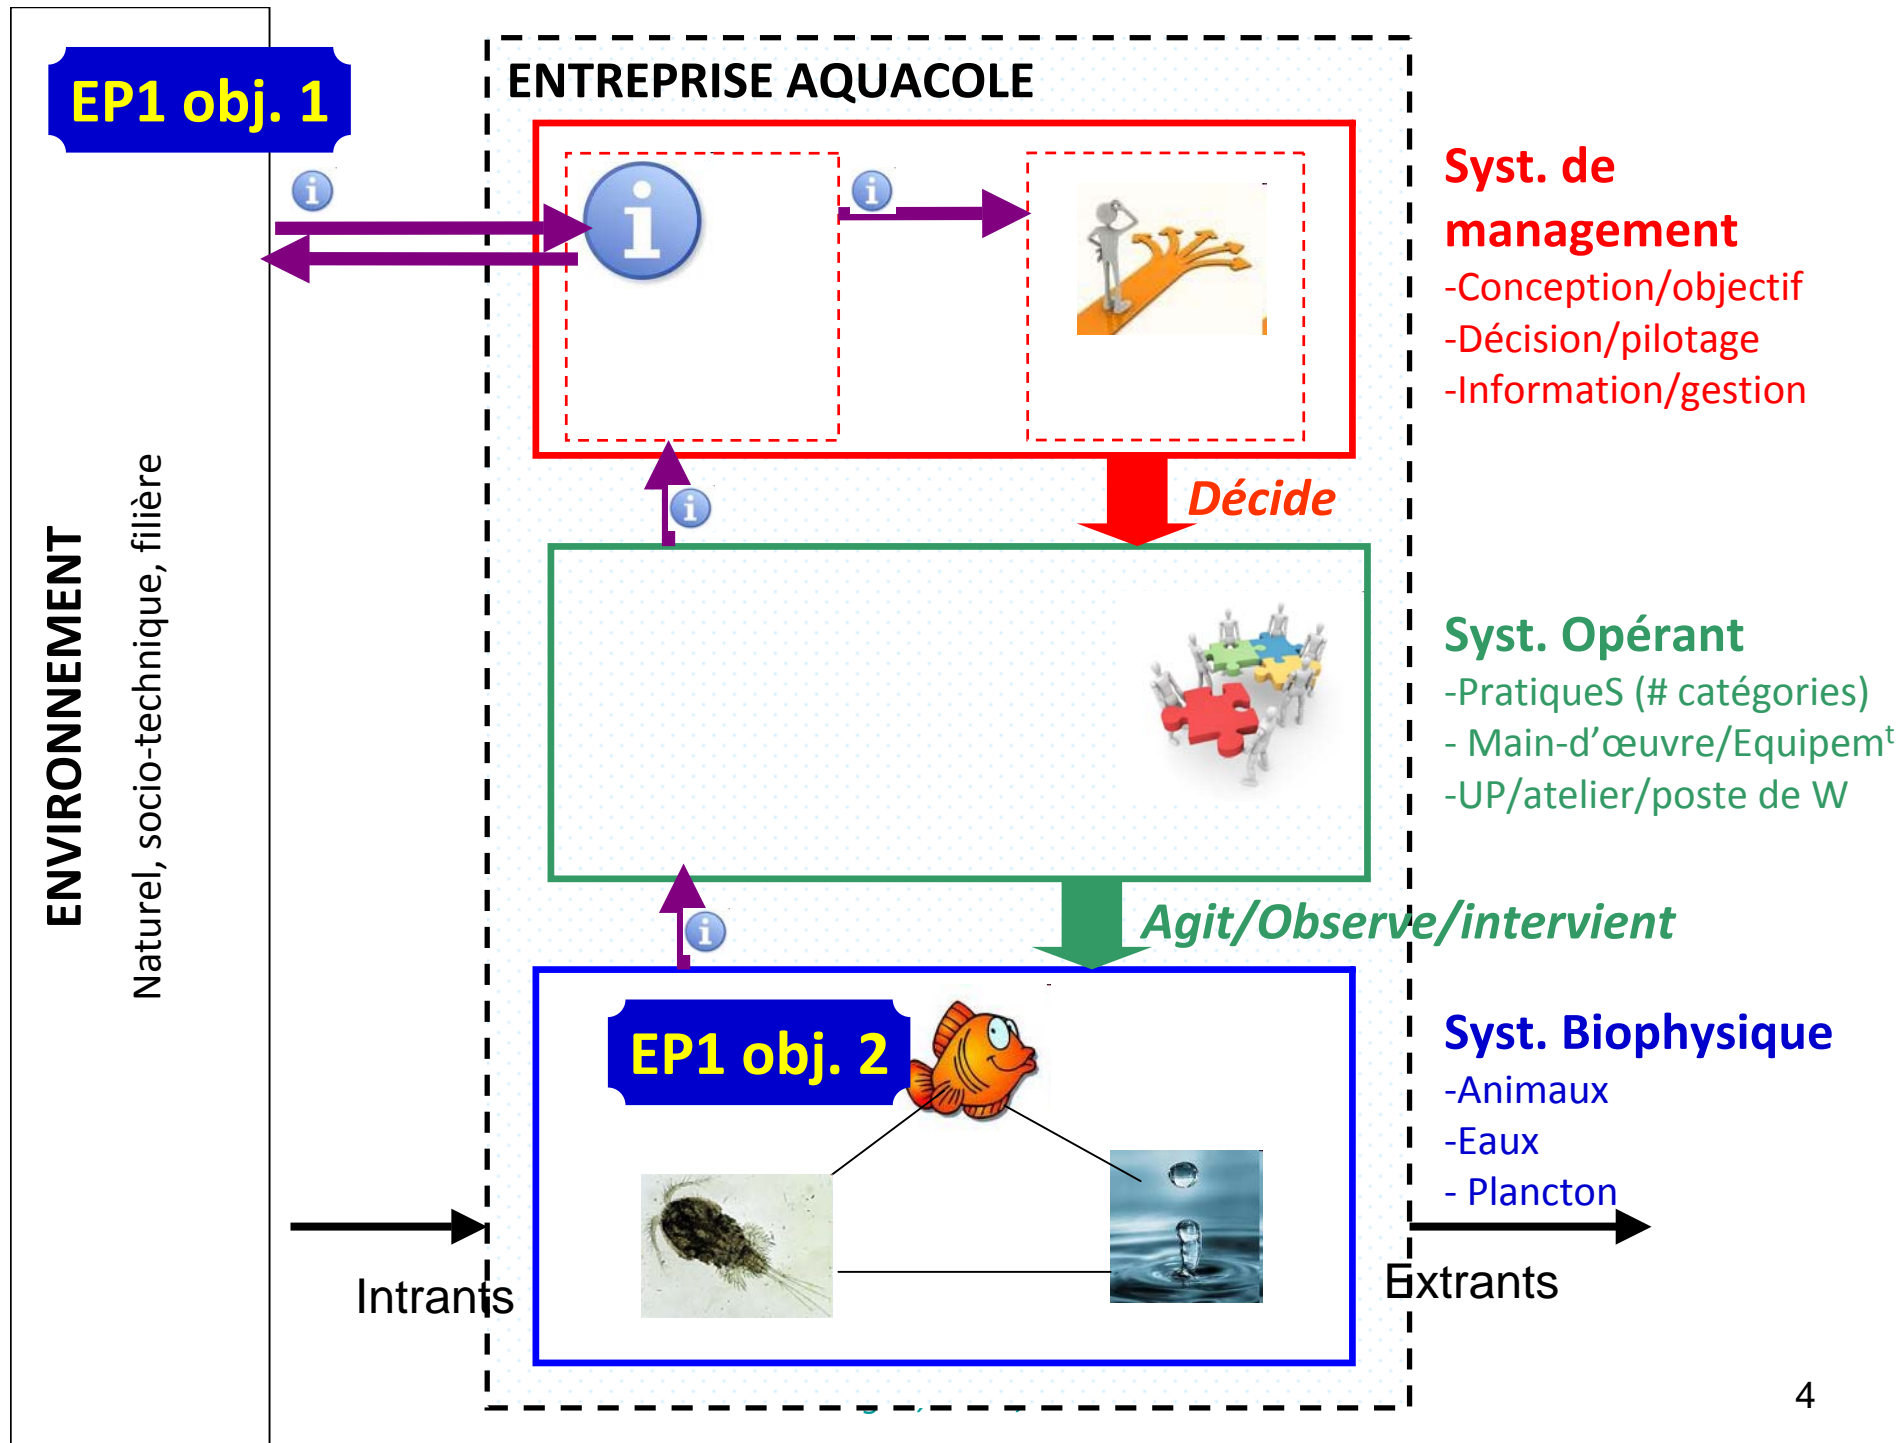 EP1 obj. 1
ENVIRONNEMENT
Naturel, socio-technique, filière
ENTREPRISE AQUACOLE
i
i
i
Syst. de
management
-Conception/objectif
-Décision/pilotage
-Information/gestion
i
Décide
Syst. Opérant
-PratiqueS (# catégories)
- Main-d’œuvre/Equipemᵗ
-UP/atelier/poste de W
i
Agit/Observe/intervient
EP1 obj. 2
Syst. Biophysique
-Animaux
-Eaux
- Plancton
Intrants
Extrants
4